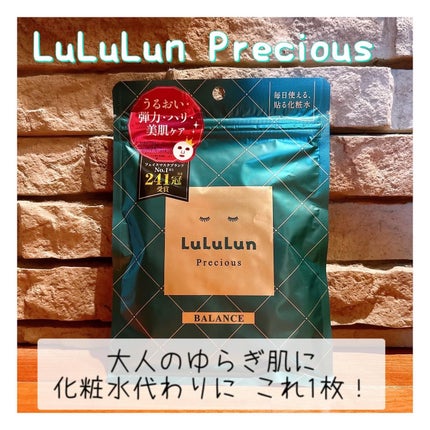 LuLuLun Precious
うるおい・
弾力・ハリ・
美肌ケア
フェイスマスクブランド
No.1
241冠
受賞
毎日使える、
貼る化粧水
LuLuLun
Precious
BALANCE
大人のゆらぎ肌に
化粧水代わりに これ1枚！